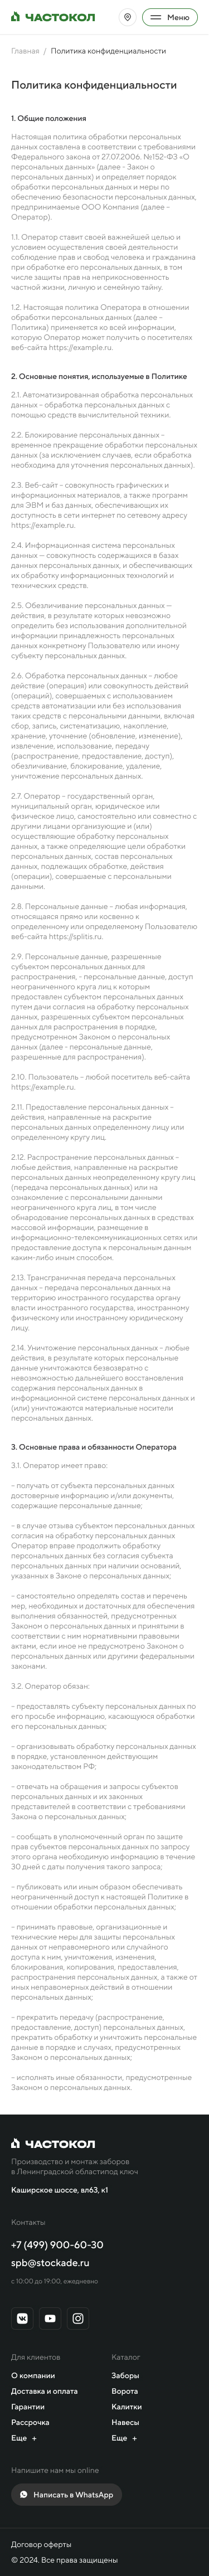 ЧАСТОКОЛ
Меню
Главная / Политика конфиденциальности
Политика конфиденциальности
1. Общие положения
Настоящая политика обработки персональных
данных составлена в соответствии с требованиями
Федерального закона от 27.07.2006. №152-ФЗ «О
персональных данных» (далее - Закон о
персональных данных) и определяет порядок
обработки персональных данных и меры по
обеспечению безопасности персональных данных,
предпринимаемые ООО Компания (далее –
Оператор).
1.1. Оператор ставит своей важнейшей целью и
условием осуществления своей деятельности
соблюдение прав и свобод человека и гражданина
при обработке его персональных данных, в том
числе защиты прав на неприкосновенность
частной жизни, личную и семейную тайну.
1.2. Настоящая политика Оператора в отношении
обработки персональных данных (далее –
Политика) применяется ко всей информации,
которую Оператор может получить о посетителях
веб-сайта https://example.ru.
2. Основные понятия, используемые в Политике
2.1. Автоматизированная обработка персональных
данных – обработка персональных данных с
помощью средств вычислительной техники.
2.2. Блокирование персональных данных –
временное прекращение обработки персональных
данных (за исключением случаев, если обработка
необходима для уточнения персональных данных).
2.3. Веб-сайт – совокупность графических и
информационных материалов, а также программ
для ЭВМ и баз данных, обеспечивающих их
доступность в сети интернет по сетевому адресу
https://example.ru.
2.4. Информационная система персональных
данных — совокупность содержащихся в базах
данных персональных данных, и обеспечивающих
их обработку информационных технологий и
технических средств.
2.5. Обезличивание персональных данных —
действия, в результате которых невозможно
определить без использования дополнительной
информации принадлежность персональных
данных конкретному Пользователю или иному
субъекту персональных данных.
2.6. Обработка персональных данных – любое
действие (операция) или совокупность действий
(операций), совершаемых с использованием
средств автоматизации или без использования
таких средств с персональными данными, включая
сбор, запись, систематизацию, накопление,
хранение, уточнение (обновление, изменение),
извлечение, использование, передачу
(распространение, предоставление, доступ),
обезличивание, блокирование, удаление,
уничтожение персональных данных.
2.7. Оператор – государственный орган,
муниципальный орган, юридическое или
физическое лицо, самостоятельно или совместно с
другими лицами организующие и (или)
осуществляющие обработку персональных
данных, а также определяющие цели обработки
персональных данных, состав персональных
данных, подлежащих обработке, действия
(операции), совершаемые с персональными
данными.
2.8. Персональные данные – любая информация,
относящаяся прямо или косвенно к
определенному или определяемому Пользователю
веб-сайта https://splitis.ru.
2.9. Персональные данные, разрешенные
субъектом персональных данных для
распространения, - персональные данные, доступ
неограниченного круга лиц к которым
предоставлен субъектом персональных данных
путем дачи согласия на обработку персональных
данных, разрешенных субъектом персональных
данных для распространения в порядке,
предусмотренном Законом о персональных
данных (далее - персональные данные,
разрешенные для распространения).
2.10. Пользователь – любой посетитель веб-сайта
https://example.ru.
2.11. Предоставление персональных данных –
действия, направленные на раскрытие
персональных данных определенному лицу или
определенному кругу лиц.
2.12. Распространение персональных данных –
любые действия, направленные на раскрытие
персональных данных неопределенному кругу лиц
(передача персональных данных) или на
ознакомление с персональными данными
неограниченного круга лиц, в том числе
обнародование персональных данных в средствах
массовой информации, размещение в
информационно-телекоммуникационных сетях или
предоставление доступа к персональным данным
каким-либо иным способом.
2.13. Трансграничная передача персональных
данных – передача персональных данных на
территорию иностранного государства органу
власти иностранного государства, иностранному
физическому или иностранному юридическому
лицу.
2.14. Уничтожение персональных данных – любые
действия, в результате которых персональные
данные уничтожаются безвозвратно с
невозможностью дальнейшего восстановления
содержания персональных данных в
информационной системе персональных данных и
(или) уничтожаются материальные носители
персональных данных.
3. Основные права и обязанности Оператора
3.1. Оператор имеет право:
– получать от субъекта персональных данных
достоверные информацию и/или документы,
содержащие персональные данные;
– в случае отзыва субъектом персональных данных
согласия на обработку персональных данных
Оператор вправе продолжить обработку
персональных данных без согласия субъекта
персональных данных при наличии оснований,
указанных в Законе о персональных данных;
– самостоятельно определять состав и перечень
мер, необходимых и достаточных для обеспечения
выполнения обязанностей, предусмотренных
Законом о персональных данных и принятыми в
соответствии с ним нормативными правовыми
актами, если иное не предусмотрено Законом о
персональных данных или другими федеральными
законами.
3.2. Оператор обязан:
– предоставлять субъекту персональных данных по
его просьбе информацию, касающуюся обработки
его персональных данных;
– организовывать обработку персональных данных
в порядке, установленном действующим
законодательством РФ;
– отвечать на обращения и запросы субъектов
персональных данных и их законных
представителей в соответствии с требованиями
Закона о персональных данных;
– сообщать в уполномоченный орган по защите
прав субъектов персональных данных по запросу
этого органа необходимую информацию в течение
30 дней с даты получения такого запроса;
– публиковать или иным образом обеспечивать
неограниченный доступ к настоящей Политике в
отношении обработки персональных данных;
– принимать правовые, организационные и
технические меры для защиты персональных
данных от неправомерного или случайного
доступа к ним, уничтожения, изменения,
блокирования, копирования, предоставления,
распространения персональных данных, а также от
иных неправомерных действий в отношении
персональных данных;
– прекратить передачу (распространение,
предоставление, доступ) персональных данных,
прекратить обработку и уничтожить персональные
данные в порядке и случаях, предусмотренных
Законом о персональных данных;
– исполнять иные обязанности, предусмотренные
Законом о персональных данных.
ЧАСТОКОЛ
Производство и монтаж заборов
в Ленинградской областипод ключ
Каширское шоссе, вл63, к1
Контакты
+7 (499) 900-60-30
spb@stockade.ru
с 10:00 до 19:00, ежедневно
Для клиентов
Каталог
О компании
Заборы
Доставка и оплата
Ворота
Гарантии
Калитки
Рассрочка
Навесы
Еще +
Еще +
Напишите нам мы online
Написать в WhatsApp
Договор оферты
© 2024. Все права защищены